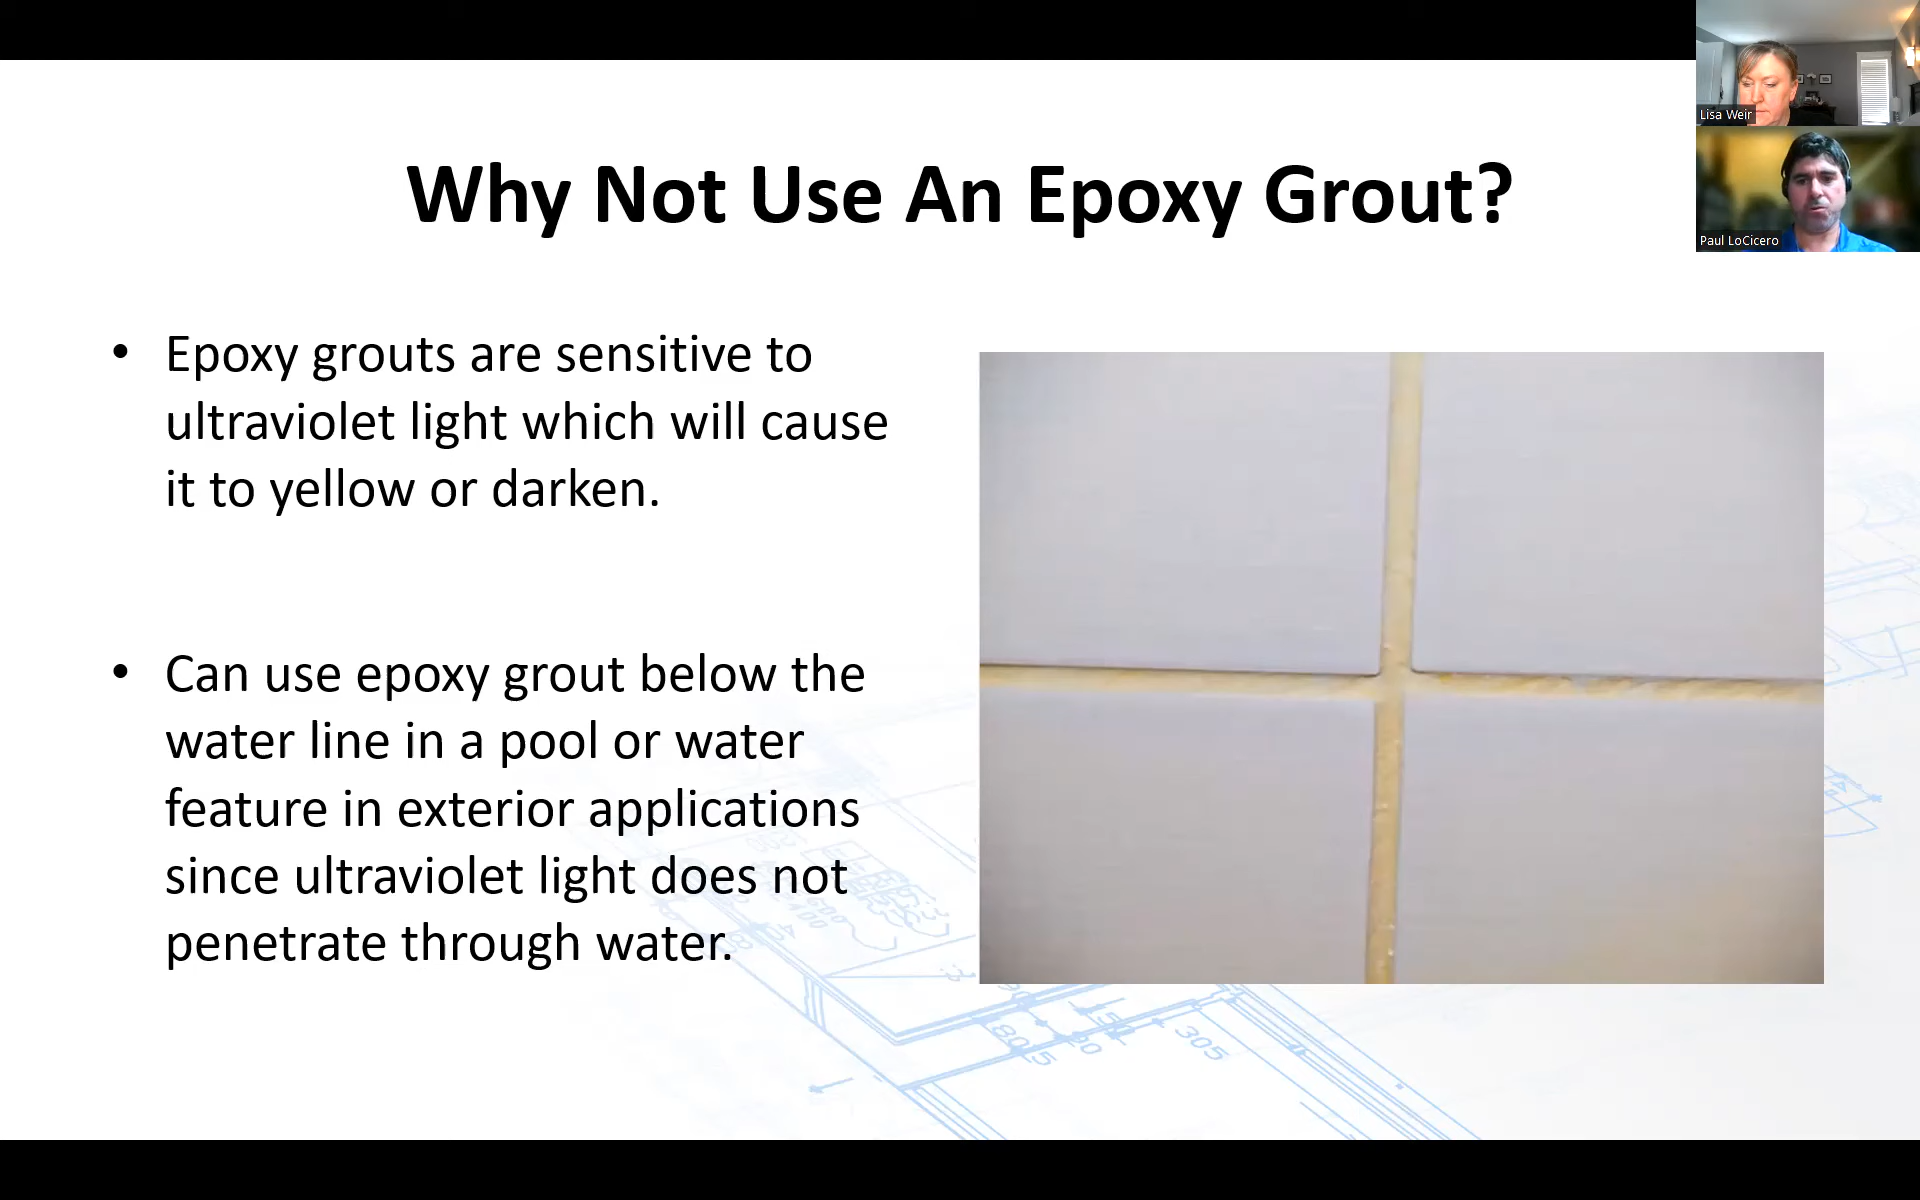 Why Not Use An Epoxy Grout?
• Epoxy grouts are sensitive to
ultraviolet light which will cause
it to yellow or darken.
• Can use epoxy grout below the
water line in a pool or water
feature in exterior applications
since ultraviolet light does not
penetrate through water.
Lisa Weir
Paul LoCicero
305